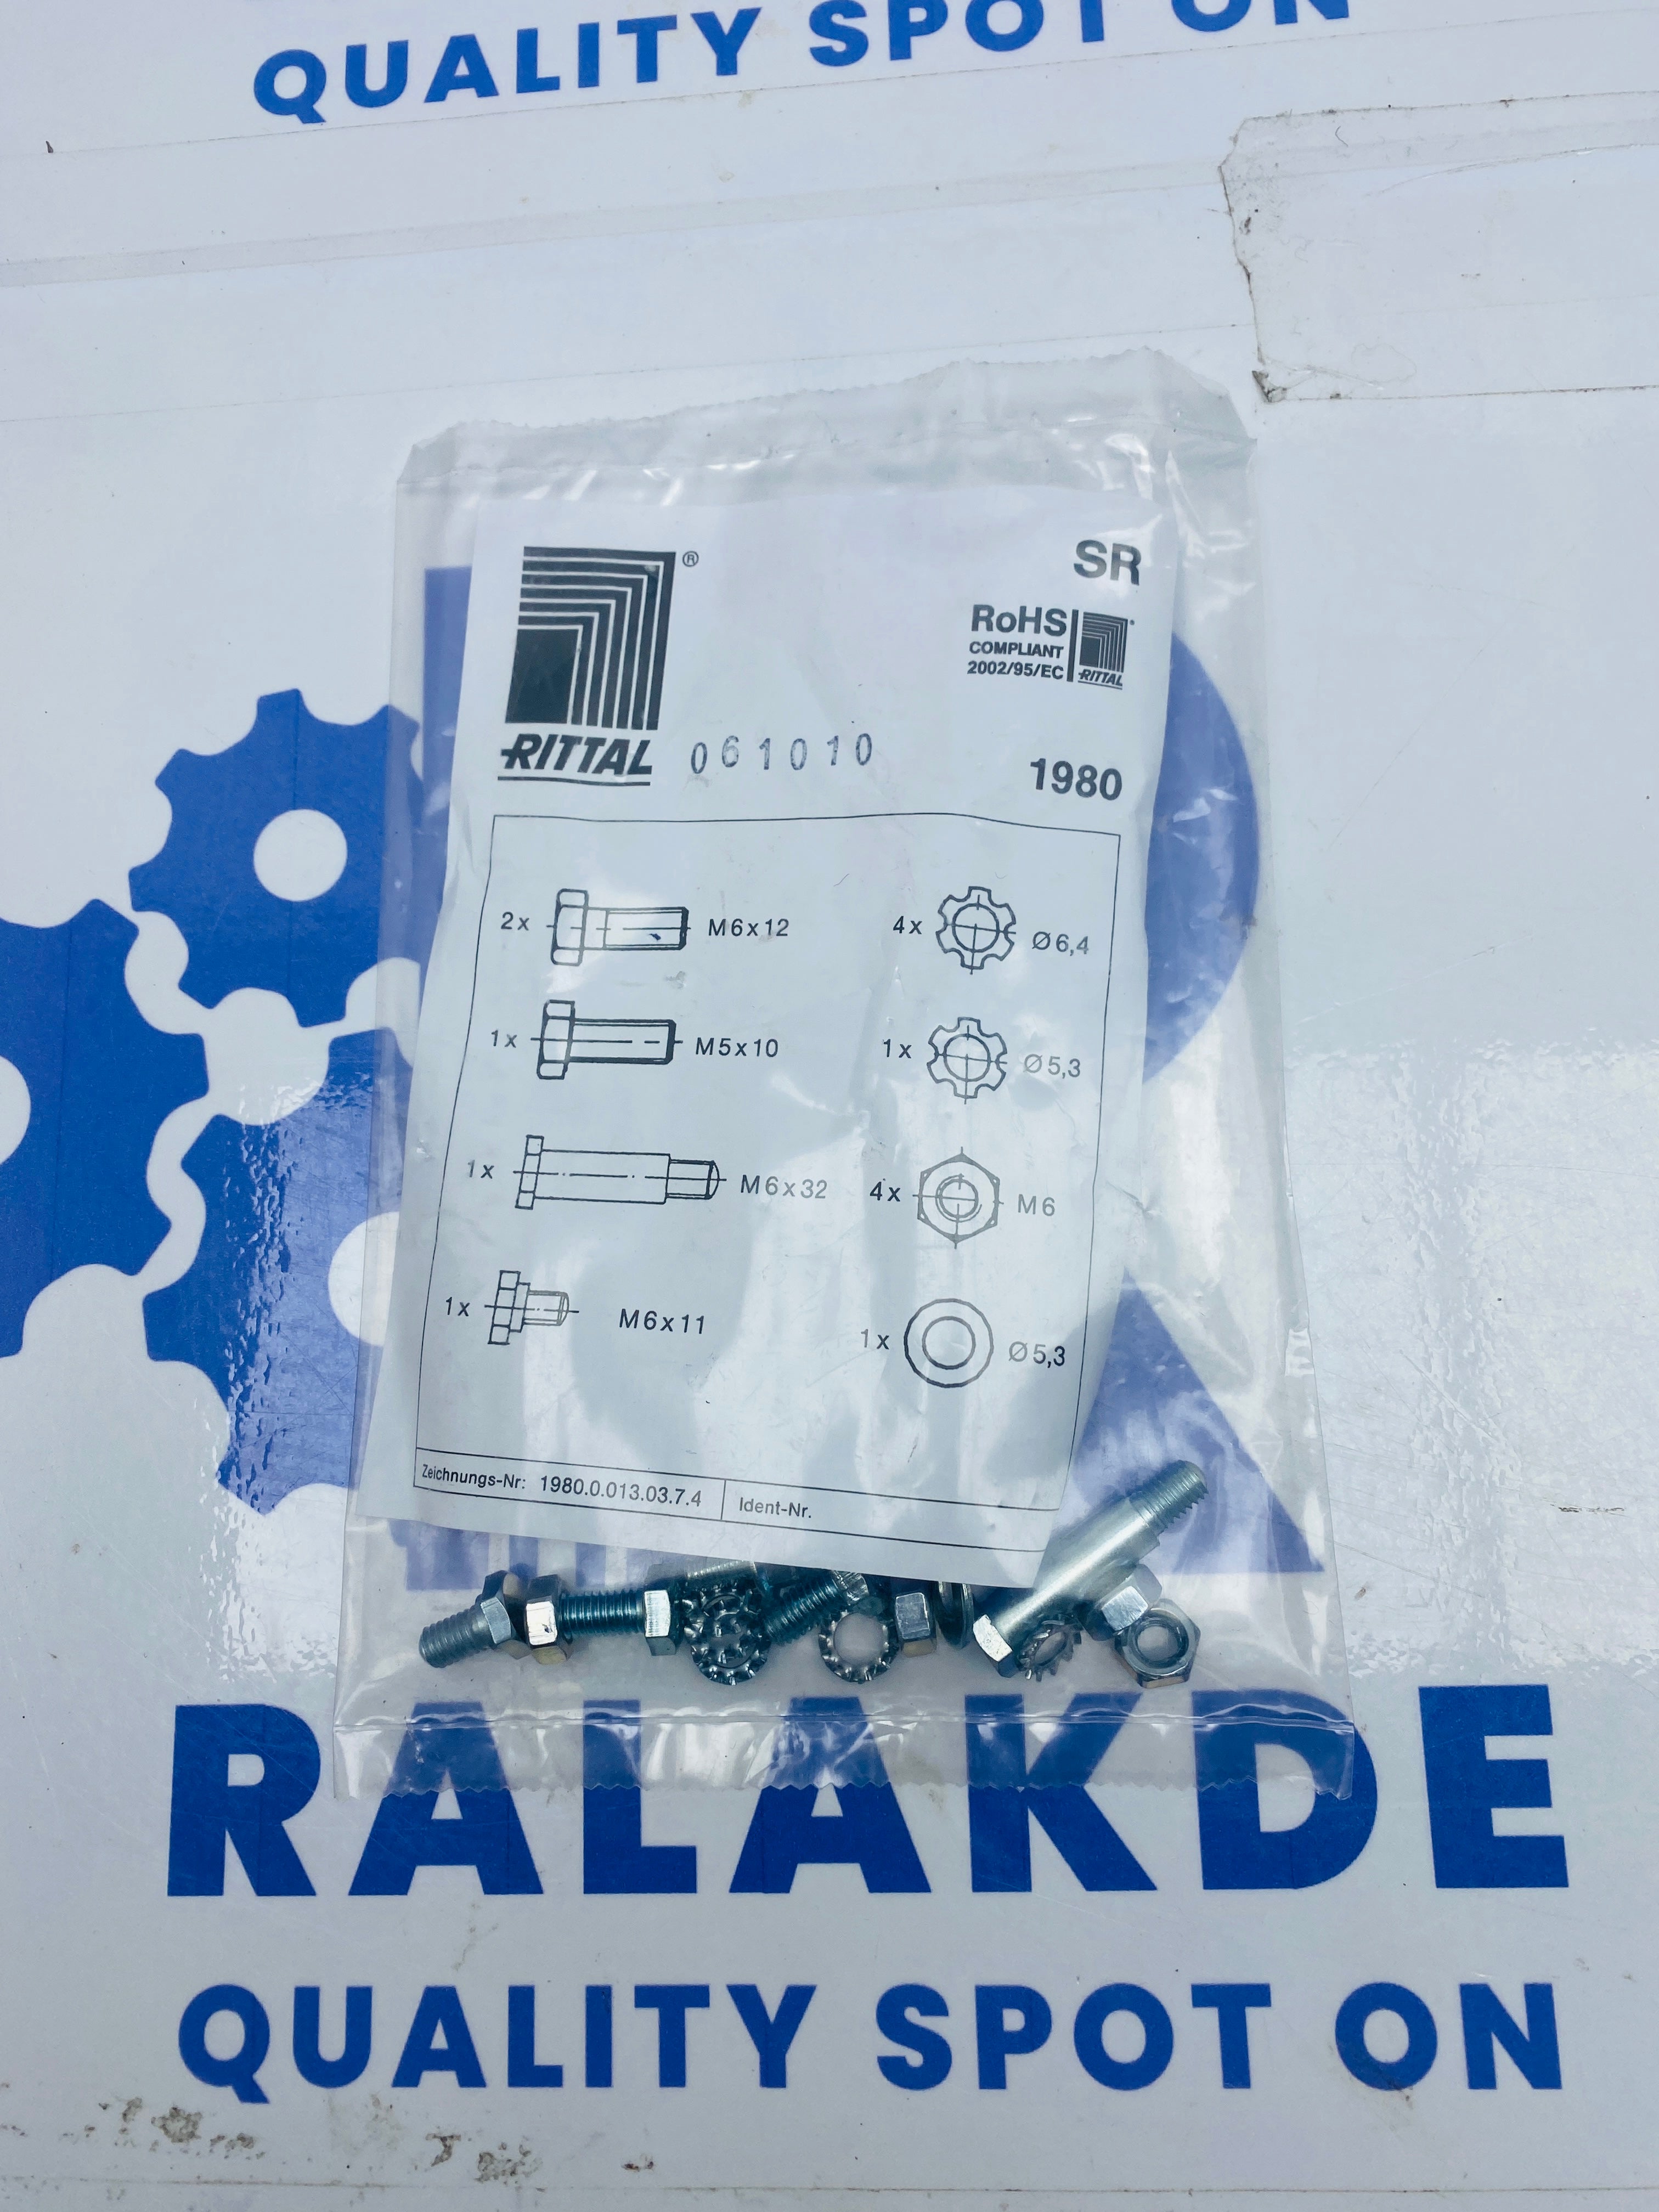 QUALITY SPOT ON
®
SR
RoHS
COMPLIANT
2002/95/EC
RITTAL
RITTAL
061010
1980
2x M6x12
4x Ø6,4
1x M5x10
1x Ø5,3
1x M6x32
4x M6
1x M6x11
1x Ø5,3
Zeichnungs-Nr: 1980.0.013.03.7.4
Ident-Nr.
RALAKDE
QUALITY SPOT ON